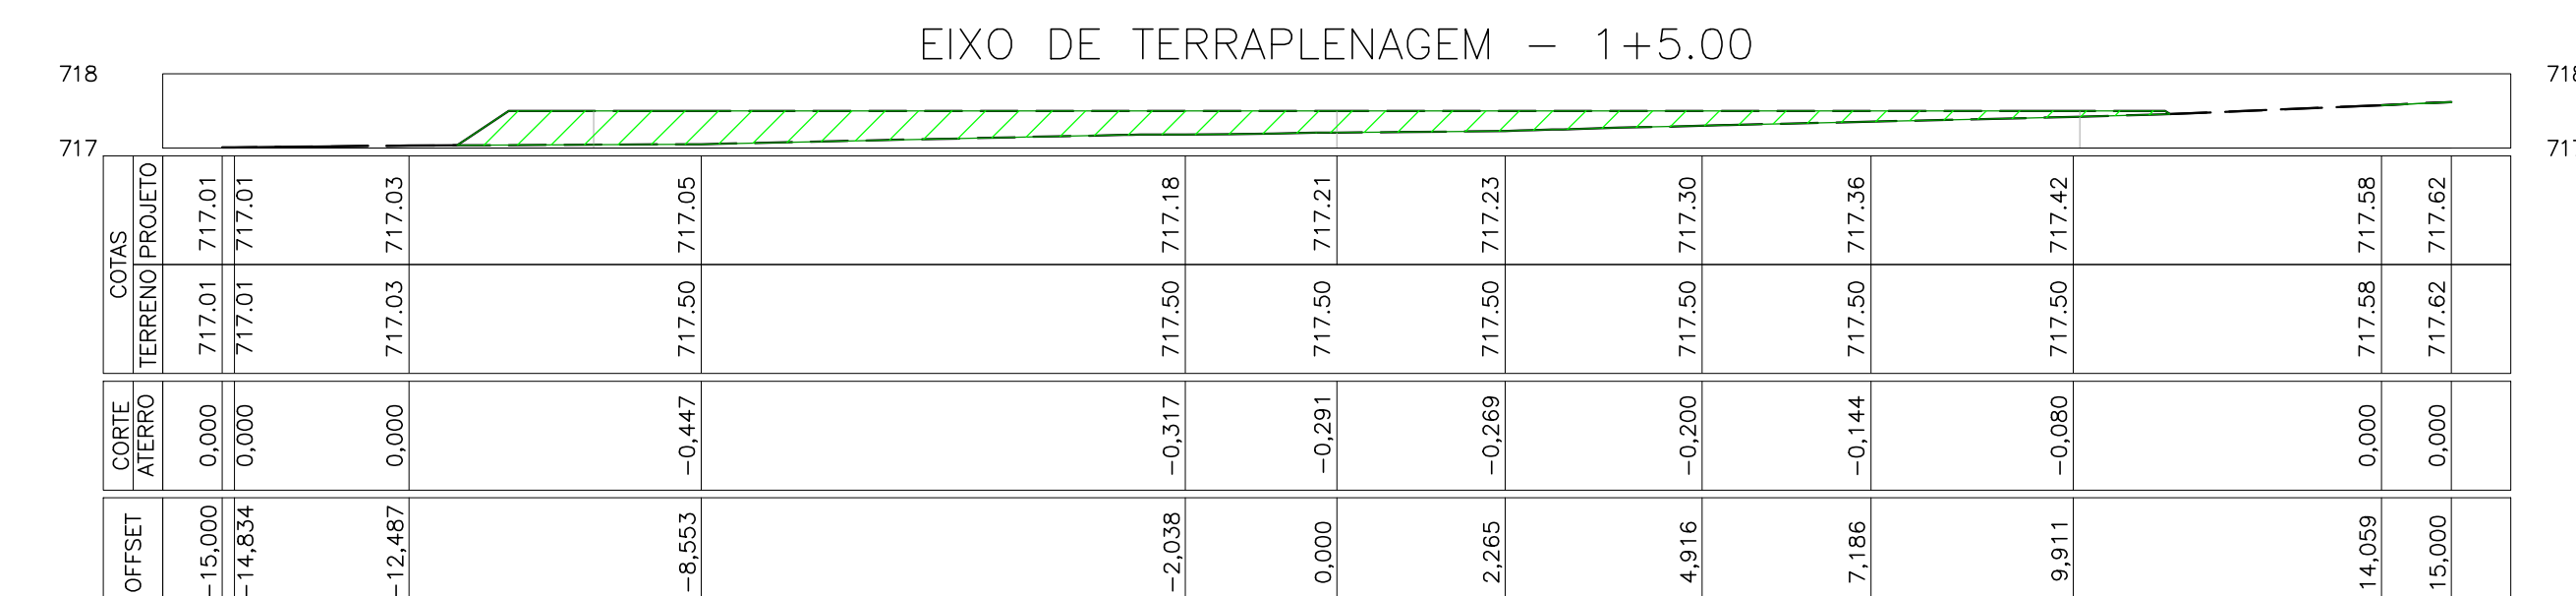 EIXO DE TERRAPLENAGEM - 1+5.00
718
717
COTAS
PROJETO
717.01 717.01 717.03 717.05 717.18 717.21 717.23 717.30 717.36 717.42 717.58 717.62
TERRENO
717.01 717.01 717.03 717.50 717.50 717.50 717.50 717.50 717.50 717.50 717.58 717.62
CORTE
ATERRO
0,000 0,000 0,000 -0,447 -0,317 -0,291 -0,269 -0,200 -0,144 -0,080 0,000 0,000
OFFSET
-15,000 -14,834 -12,487 -8,553 -2,038 0,000 2,265 4,916 7,186 9,911 14,059 15,000